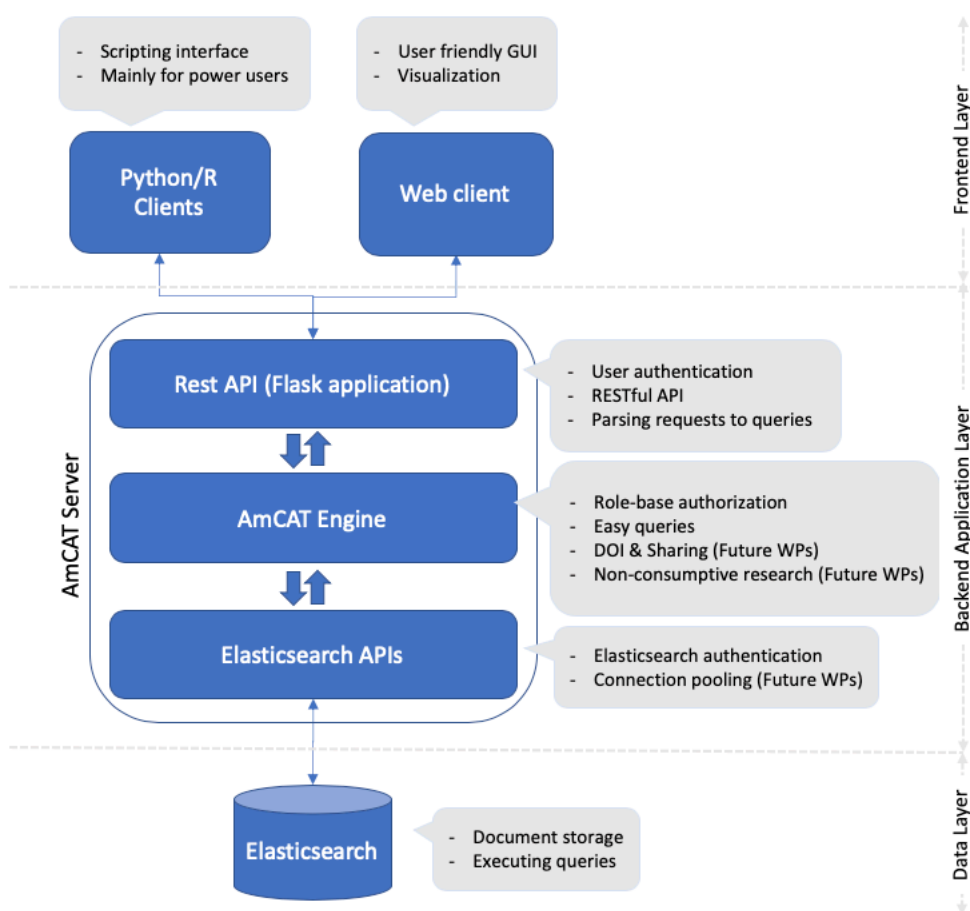 - Scripting interface
- Mainly for power users
- User friendly GUI
- Visualization
Python/R
Clients
Web client
Frontend Layer
Rest API (Flask application)
- User authentication
- RESTful API
- Parsing requests to queries
AmCAT Server
AmCAT Engine
- Role-base authorization
- Easy queries
- DOI & Sharing (Future WPs)
- Non-consumptive research (Future WPs)
Backend Application Layer
Elasticsearch APIs
- Elasticsearch authentication
- Connection pooling (Future WPs)
Elasticsearch
- Document storage
- Executing queries
Data Layer